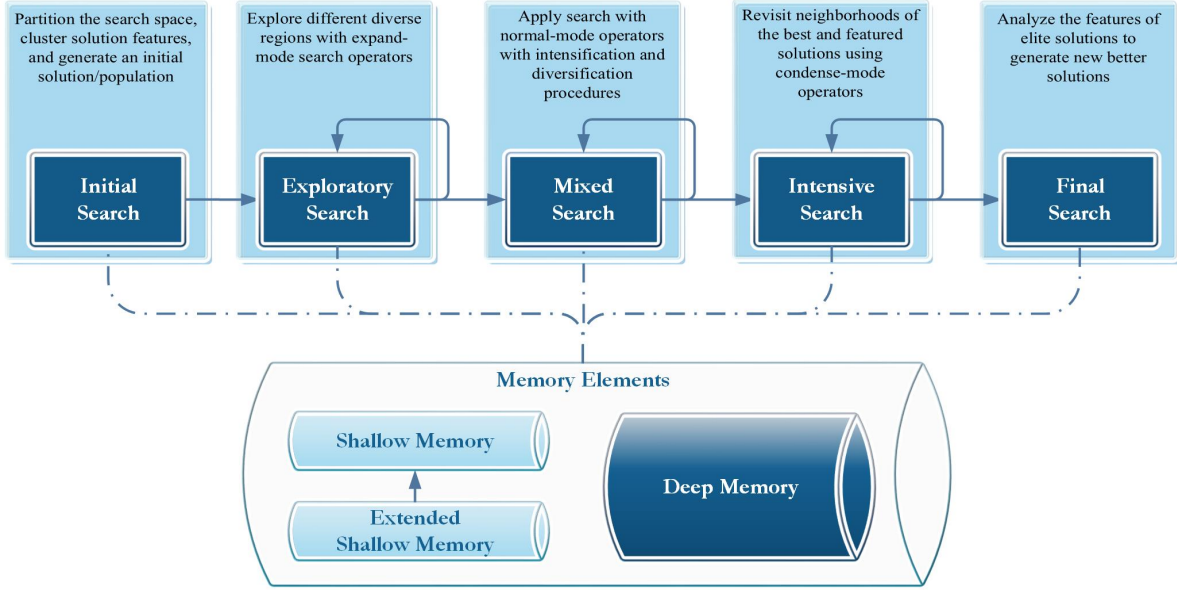 Partition the search space,
cluster solution features,
and generate an initial
solution/population
Explore different diverse
regions with expand-
mode search operators
Apply search with
normal-mode operators
with intensification and
diversification
procedures
Revisit neighborhoods of
the best and featured
solutions using
condense-mode
operators
Analyze the features of
elite solutions to
generate new better
solutions
Initial
Search
Exploratory
Search
Mixed
Search
Intensive
Search
Final
Search
Memory Elements
Shallow Memory
Extended
Shallow Memory
Deep Memory